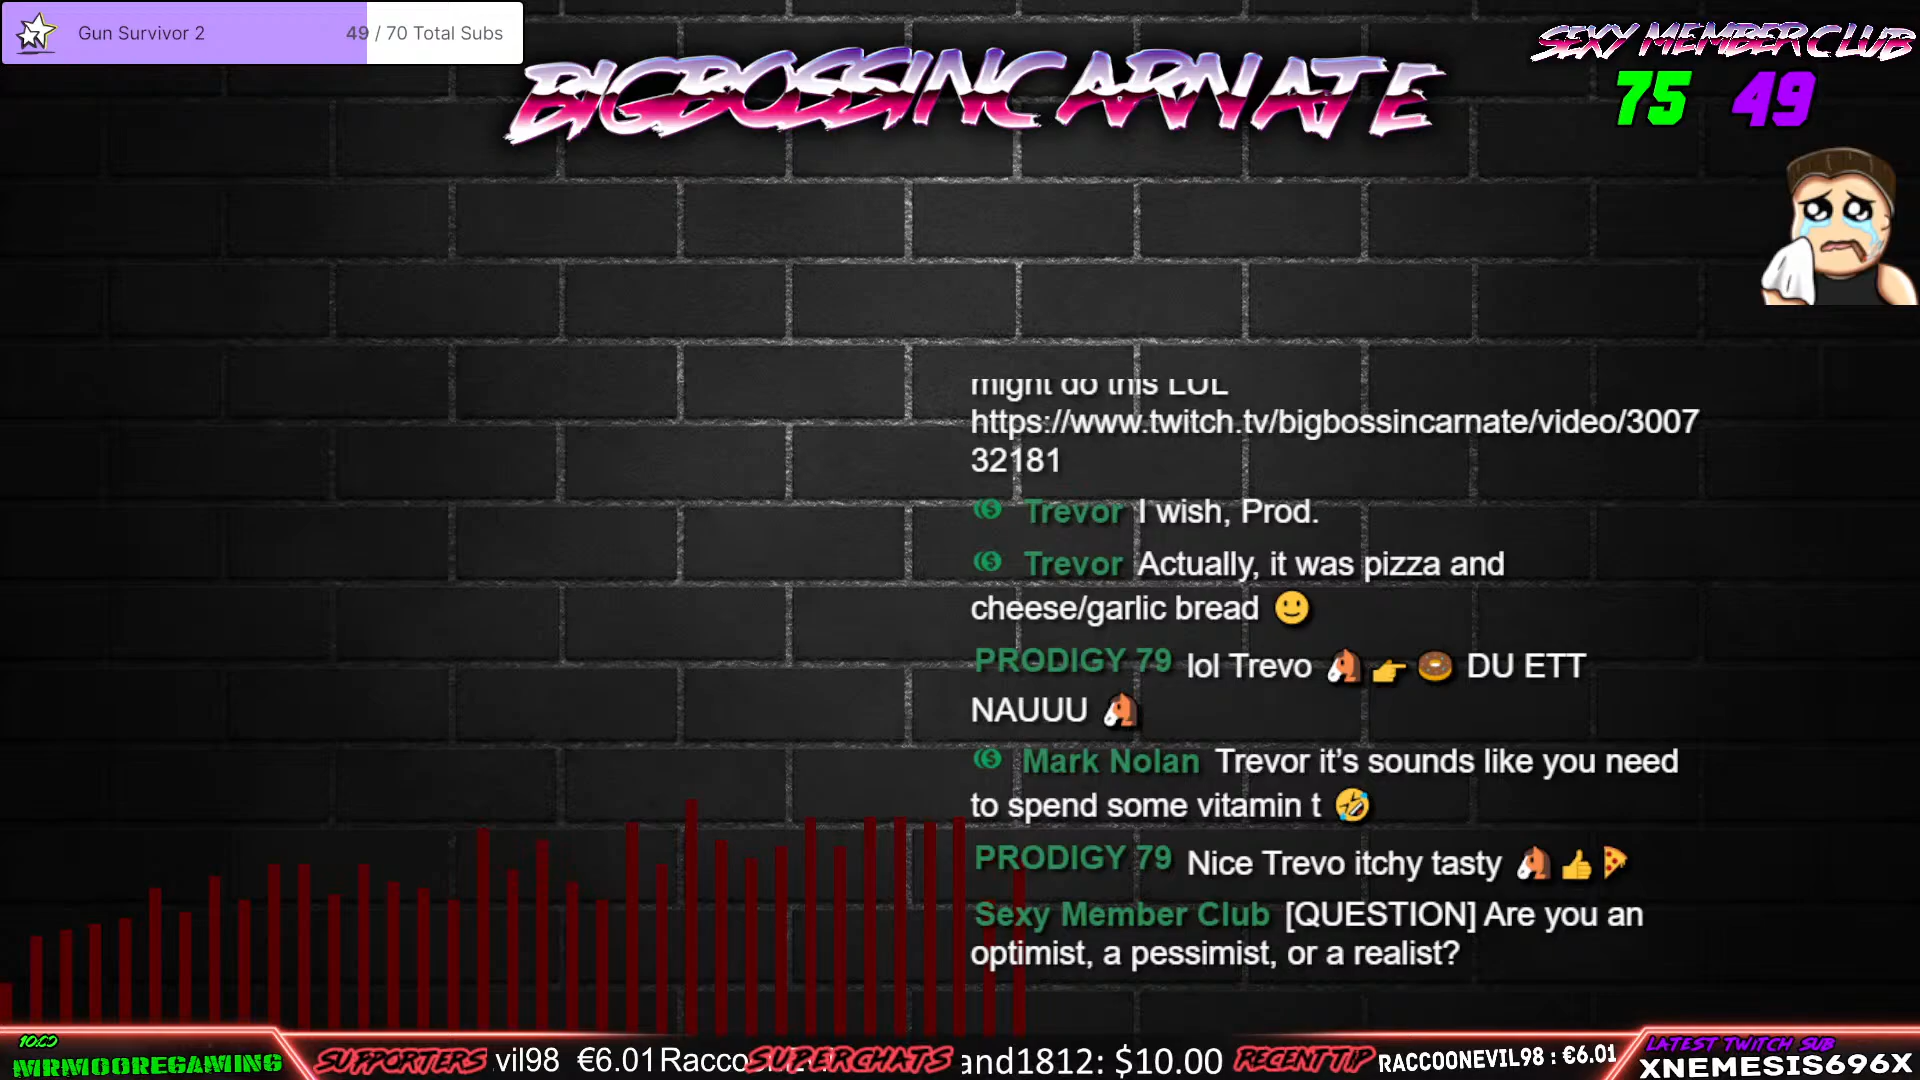 Gun Survivor 2
49 / 70 Total Subs
BIGBOSSINCARNATE
SEXY MEMBER CLUB
75 49
might do this LUL
https://www.twitch.tv/bigbossincarnate/video/3007
32181
Trevor I wish, Prod.
Trevor Actually, it was pizza and
cheese/garlic bread 🙂
PRODIGY 79 lol Trevo 🐴👉🍩 DU ETT
NAUUU 🐴
Mark Nolan Trevor it's sounds like you need
to spend some vitamin t 🤣
PRODIGY 79 Nice Trevo itchy tasty 🐴👍🍕
Sexy Member Club [QUESTION] Are you an
optimist, a pessimist, or a realist?
MRMOOREGAMING
SUPPORTERS vil98 €6.01 Racco
SUPERCHATS and1812: $10.00
RECENT TIP RACCOONEVIL98 : €6.01
LATEST TWITCH SUB
XNEMESIS696X